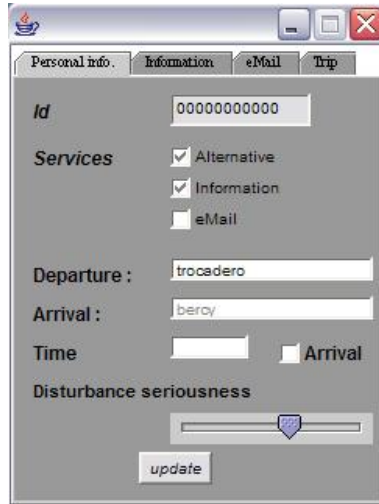 Personal info. Information eMail Trip
Id 00000000000
Services Alternative
Information
eMail
Departure : trocadero
Arrival : bercy
Time Arrival
Disturbance seriousness
update